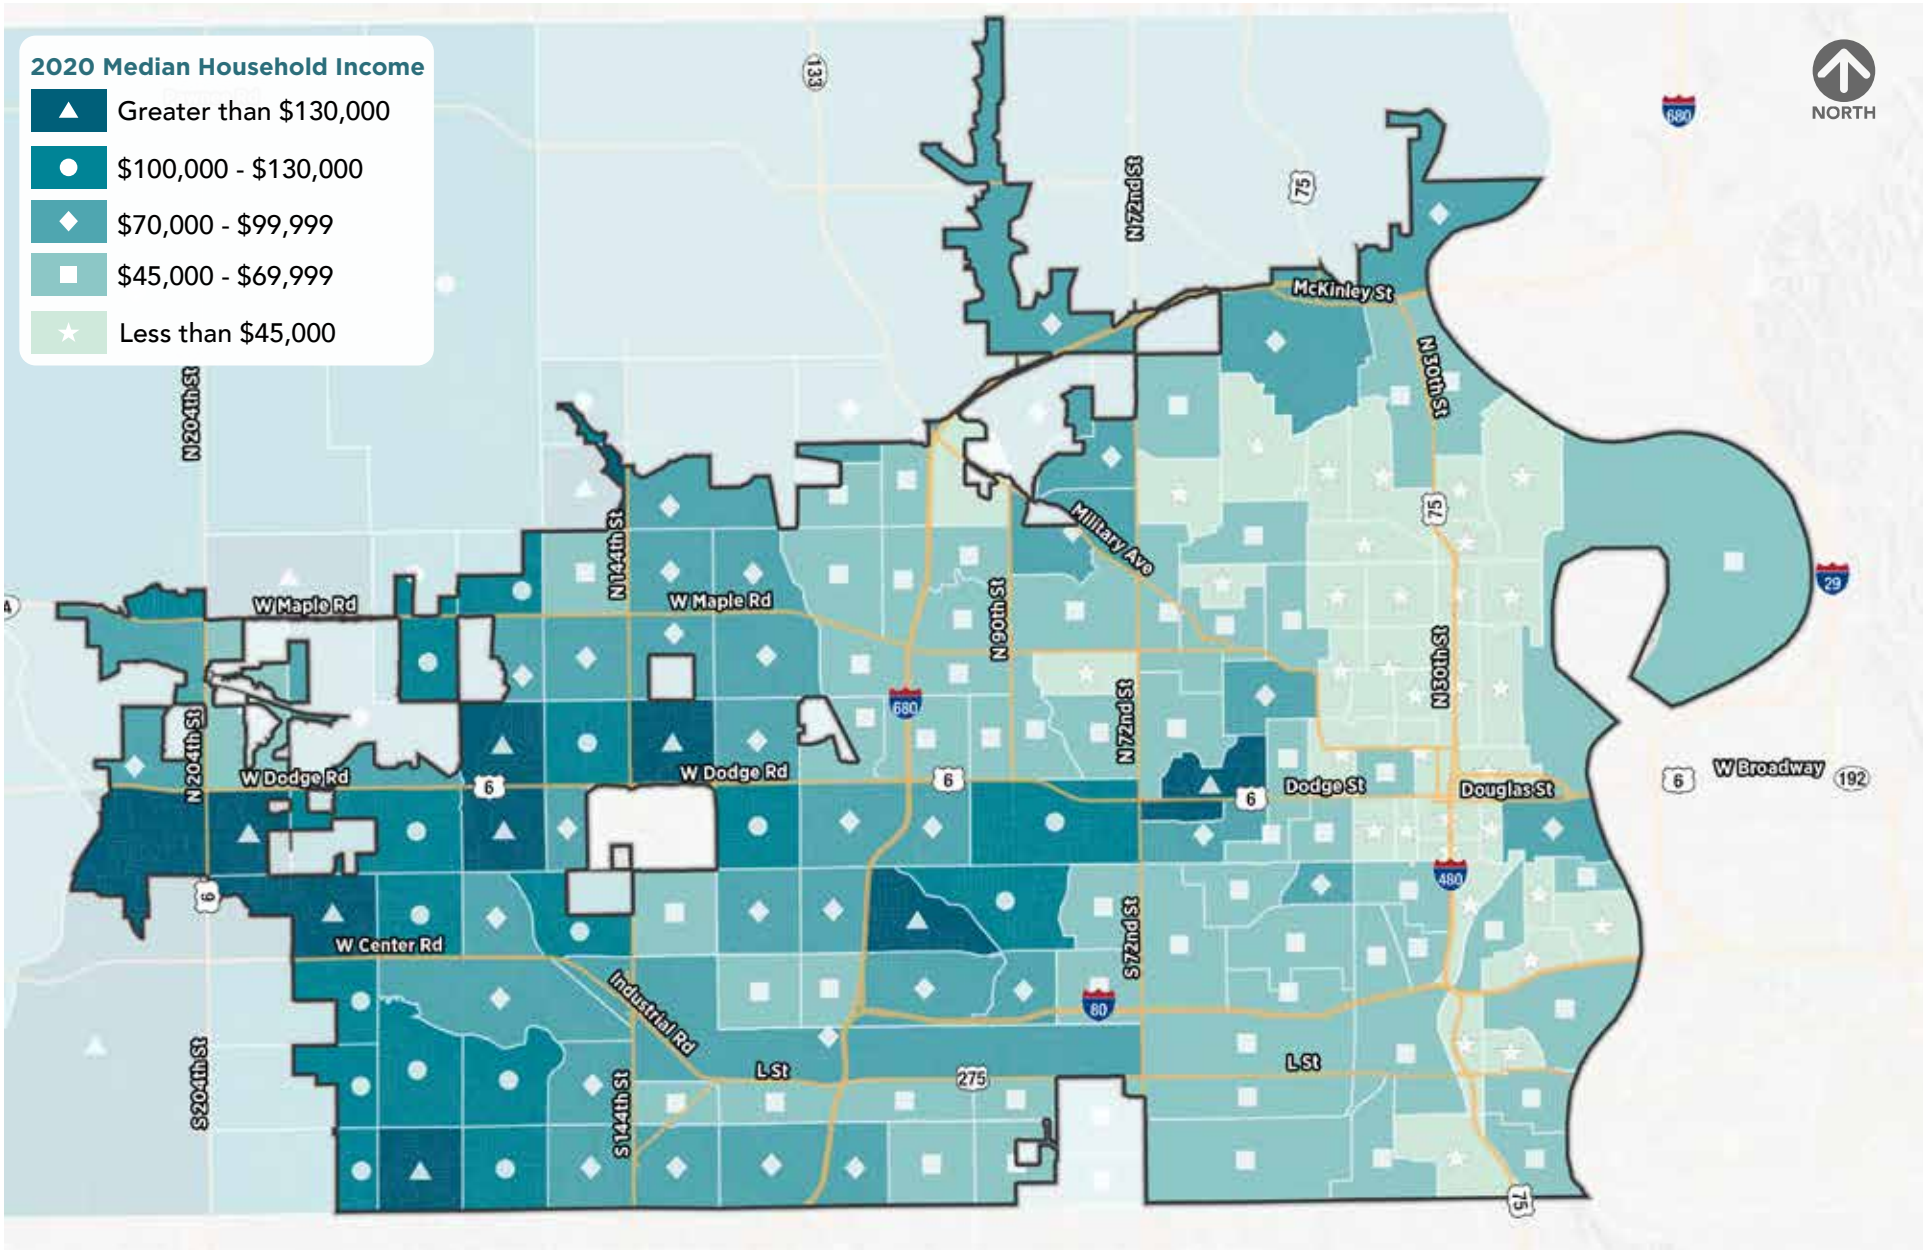 2020 Median Household Income
Greater than $130,000
$100,000 - $130,000
$70,000 - $99,999
$45,000 - $69,999
Less than $45,000
NORTH
133
680
75
N 72nd St
McKinley St
N 30th St
N 204th St
75
N 144th St
Military Ave
29
4
W Maple Rd
W Maple Rd
N 90th St
N 30th St
680
N 72nd St
N 204th St
W Dodge Rd
W Dodge Rd
6
6
6
Dodge St
Douglas St
6
W Broadway
192
480
6
W Center Rd
S 72nd St
Industrial Rd
80
S 204th St
L St
275
L St
S 144th St
75